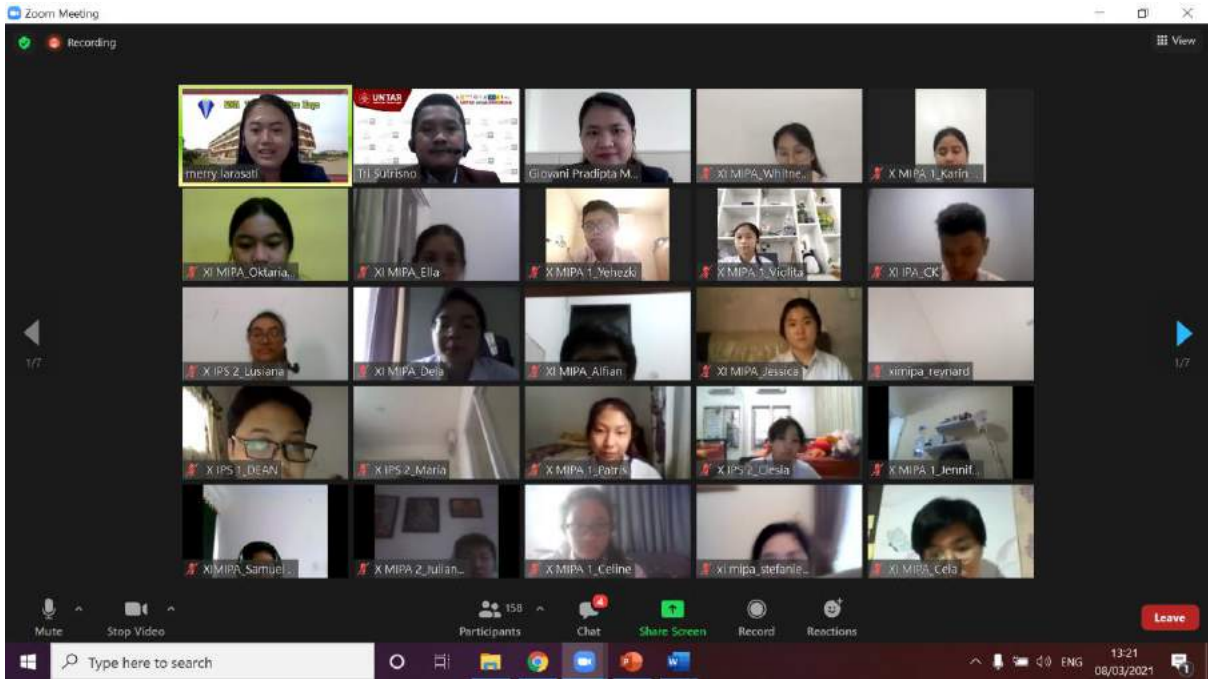 Zoom Meeting
Recording
View
UNTAR
merry larasati
Tri Sutrisno
Giovani Pradipta M...
XI MIPA_Whitne...
X MIPA 1_Karin ...
XI MIPA_Oktaria...
XI MIPA_Ella
X MIPA 1_Yehezki
X MIPA 1_Violita
XI IPA_CK
X IPS 2_Lusiana
XI MIPA_Dela
XI MIPA_Alfian
XI MIPA_Jessica
ximipa_reynard
1/7
1/7
X IPS 1_DEAN
X IPS 2_Maria
X MIPA 1_Patris
X IPS 2_Clesia
X MIPA 1_Jennif...
XI MIPA_Samuel...
X MIPA 2_Julian...
X MIPA 1_Celine
xi mipa_stefanie...
XI MIPA_Cela
Mute
Stop Video
158
Participants
4
Chat
Share Screen
Record
Reactions
Leave
Type here to search
ENG
13:21
08/03/2021
1